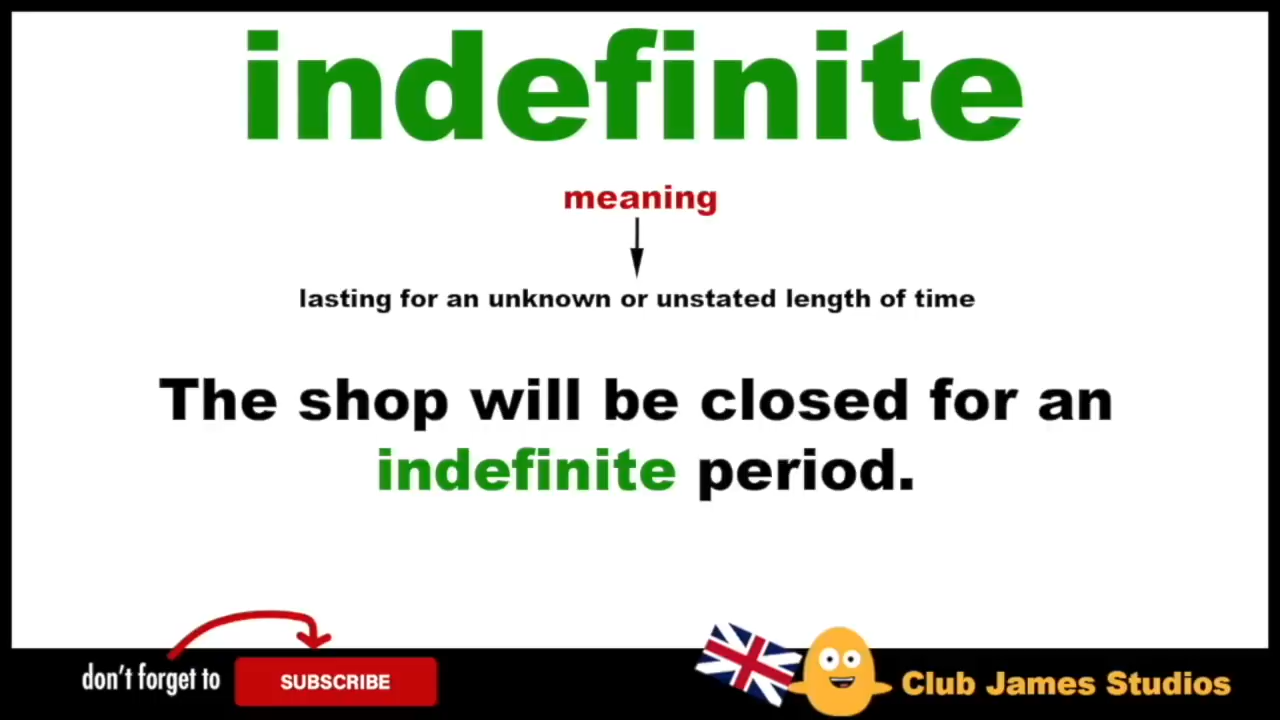 indefinite
meaning
lasting for an unknown or unstated length of time
The shop will be closed for an
indefinite period.
don't forget to
SUBSCRIBE
Club James Studios